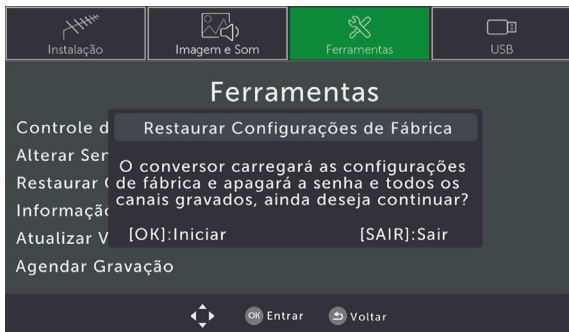 Instalação
Imagem e Som
Ferramentas
USB
Ferramentas
Controle d
Alterar Sen
Restaurar
Informaçã
Atualizar V
Agendar Gravação
Restaurar Configurações de Fábrica
O conversor carregará as configurações
de fábrica e apagará a senha e todos os
canais gravados, ainda deseja continuar?
[OK]:Iniciar [SAIR]:Sair
OK Entrar Voltar